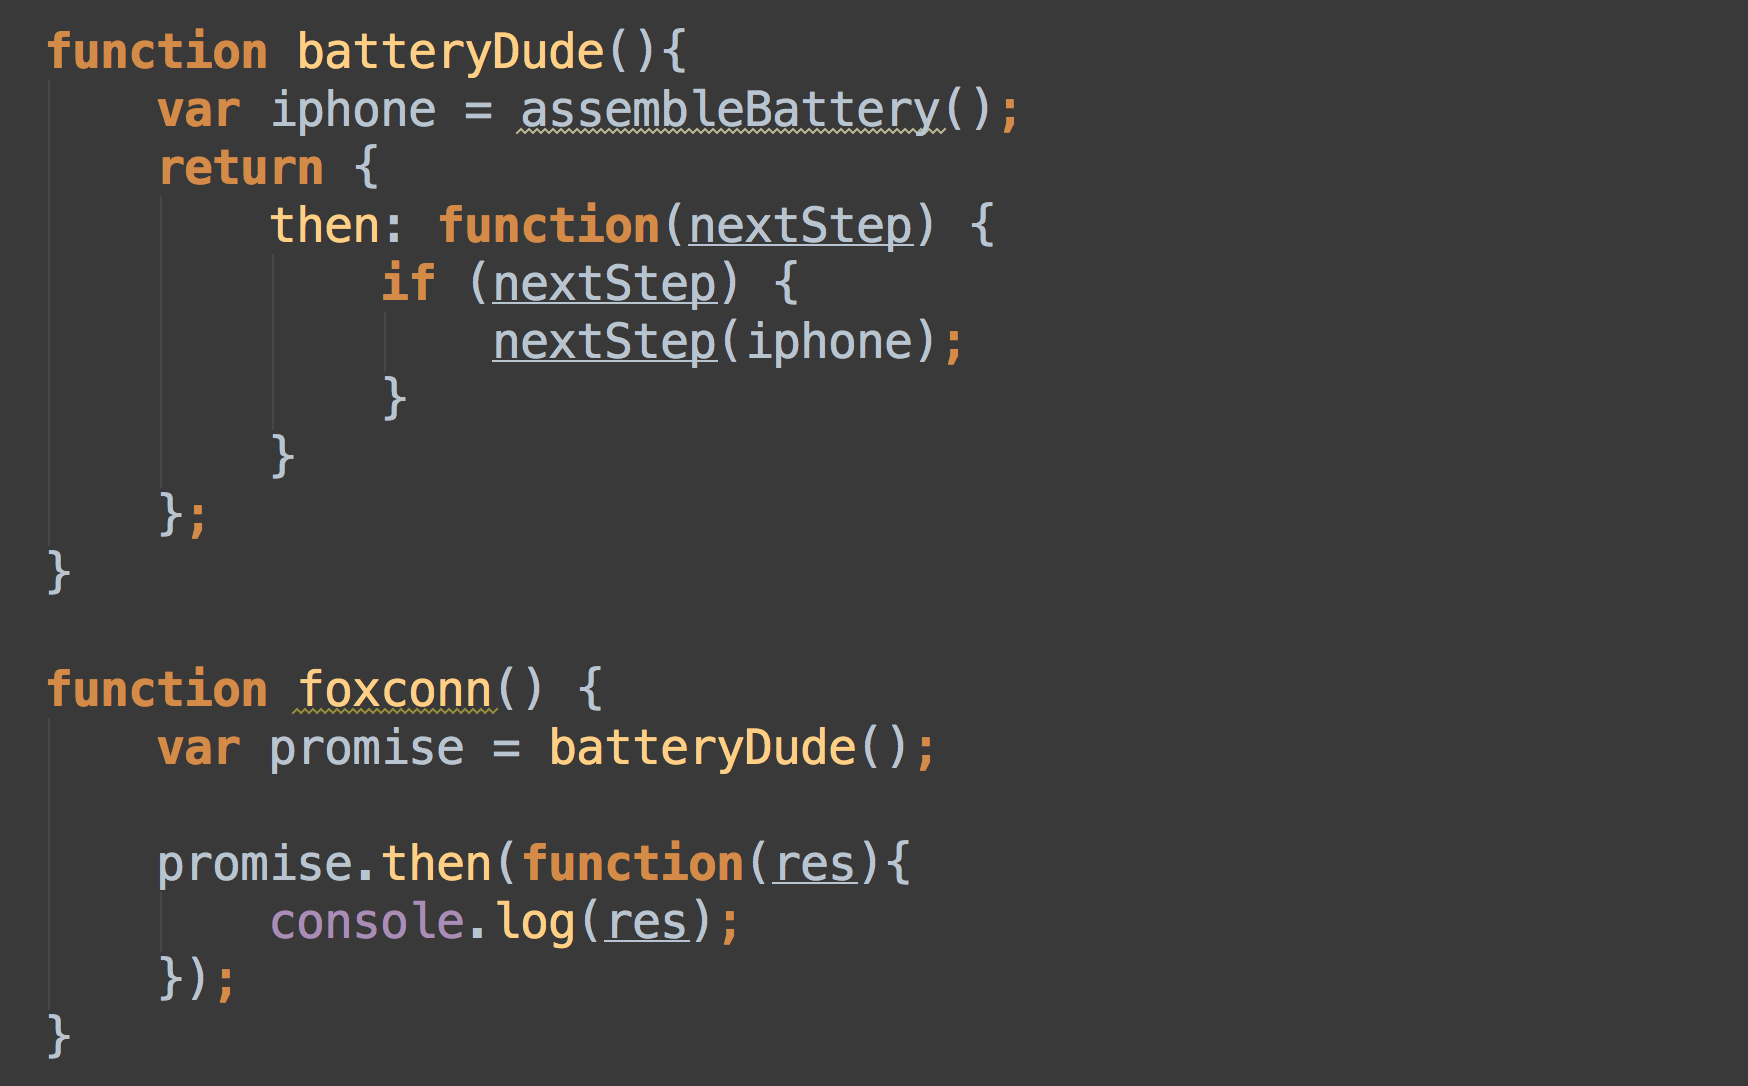 function batteryDude(){
    var iphone = assembleBattery();
    return {
        then: function(nextStep) {
            if (nextStep) {
                nextStep(iphone);
            }
        }
    };
}

function foxconn() {
    var promise = batteryDude();

    promise.then(function(res){
        console.log(res);
    });
}